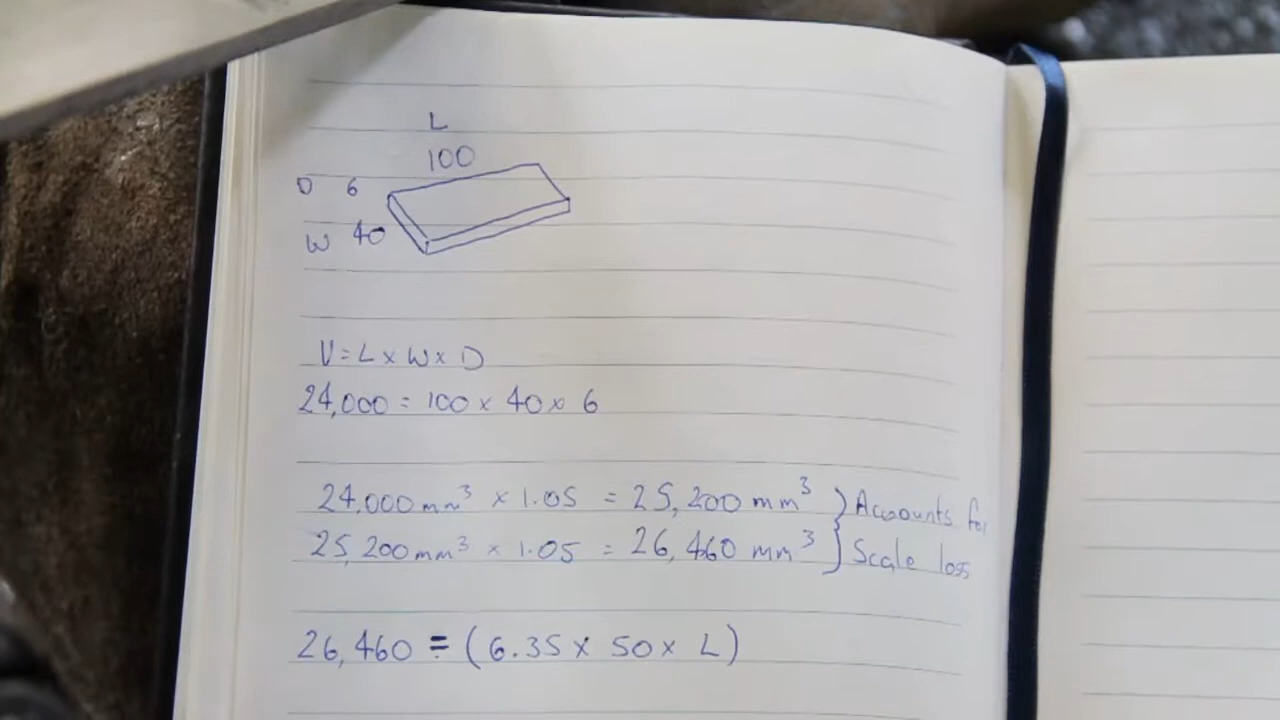 L
100
D 6
W 40
V = L x W x D
24,000 = 100 x 40 x 6
24,000 mm³ x 1.05 = 25,200 mm³ } Accounts for
25,200 mm³ x 1.05 = 26,460 mm³ } Scale loss
26,460 = (6.35 x 50 x L)